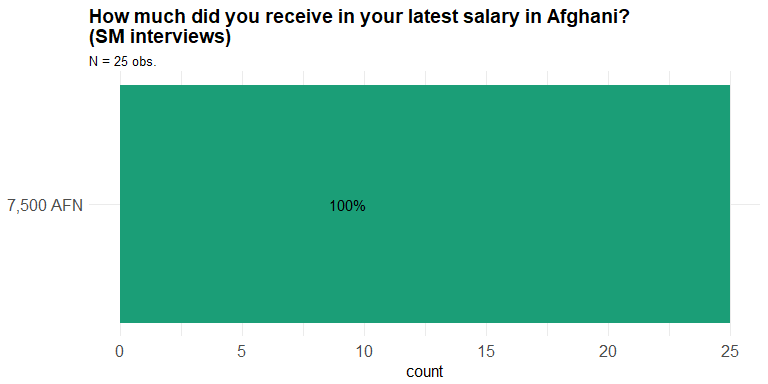 How much did you receive in your latest salary in Afghani?
(SM interviews)
N = 25 obs.
7,500 AFN
100%
0 5 10 15 20 25
count